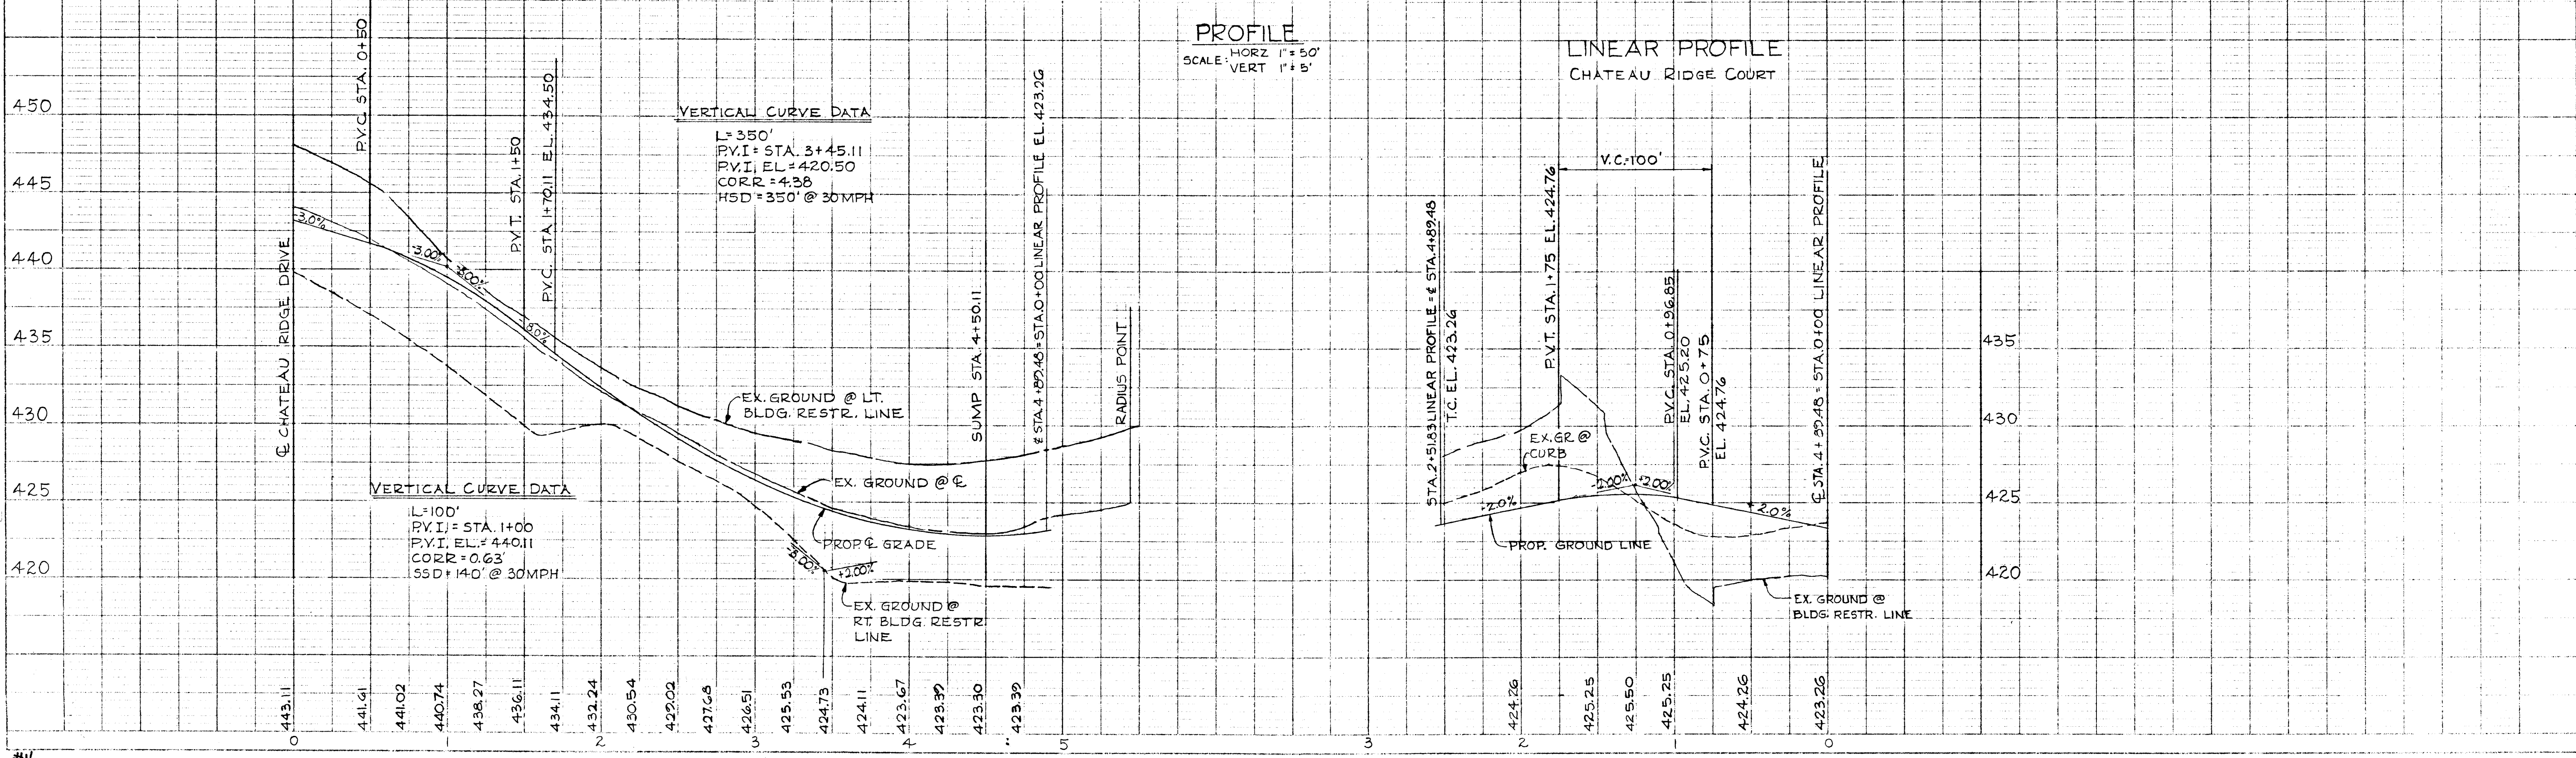 PROFILE
SCALE: HORZ 1" = 50'
VERT 1" = 5'
LINEAR PROFILE
CHATEAU RIDGE COURT
450
445
440
435
430
425
420
℄ CHATEAU RIDGE DRIVE
P.V.C. STA. 0+50
P.V.T. STA. 1+50
P.V.C. STA. 1+70.11 EL. 434.50
-3.0%
-3.00%
-8.00%
-8.0%
VERTICAL CURVE DATA
L=350'
P.V.I = STA. 3+45.11
P.V.I, EL = 420.50
CORR = 4.38
HSD = 350' @ 30 MPH
VERTICAL CURVE DATA
L=100'
P.V.I, = STA. 1+00
P.V.I, EL. = 440.11
CORR = 0.63'
SSD = 140' @ 30 MPH
EX. GROUND @ LT.
BLDG. RESTR. LINE
EX. GROUND @ ℄
PROP. ℄ GRADE
-8.00%
+2.00%
EX. GROUND @
RT. BLDG. RESTR
LINE
SUMP STA. 4+50.11
℄ STA. 4+89.48 = STA. 0+00 LINEAR PROFILE EL. 423.26
RADIUS POINT
STA. 2+51.83 LINEAR PROFILE = ℄ STA. 4+89.48
T.C. EL. 423.26
P.V.T. STA. 1+75 EL. 424.76
V.C.=100'
P.V.C. STA. 0+96.85
EL. 425.20
P.V.C. STA. 0+75
EL. 424.76
℄ STA. 4+89.48 = STA. 0+00 LINEAR PROFILE
EX. GR @
CURB
+2.0%
-2.00%
+2.00%
+2.0%
PROP. GROUND LINE
EX. GROUND @
BLDG. RESTR. LINE
435
430
425
420
443.11
441.61
441.02
440.74
438.27
436.11
434.11
432.24
430.54
429.02
427.68
426.51
425.53
424.73
424.11
423.67
423.39
423.30
423.39
424.26
425.25
425.50
425.25
424.26
423.26
0
1
2
3
4
5
3
2
1
0